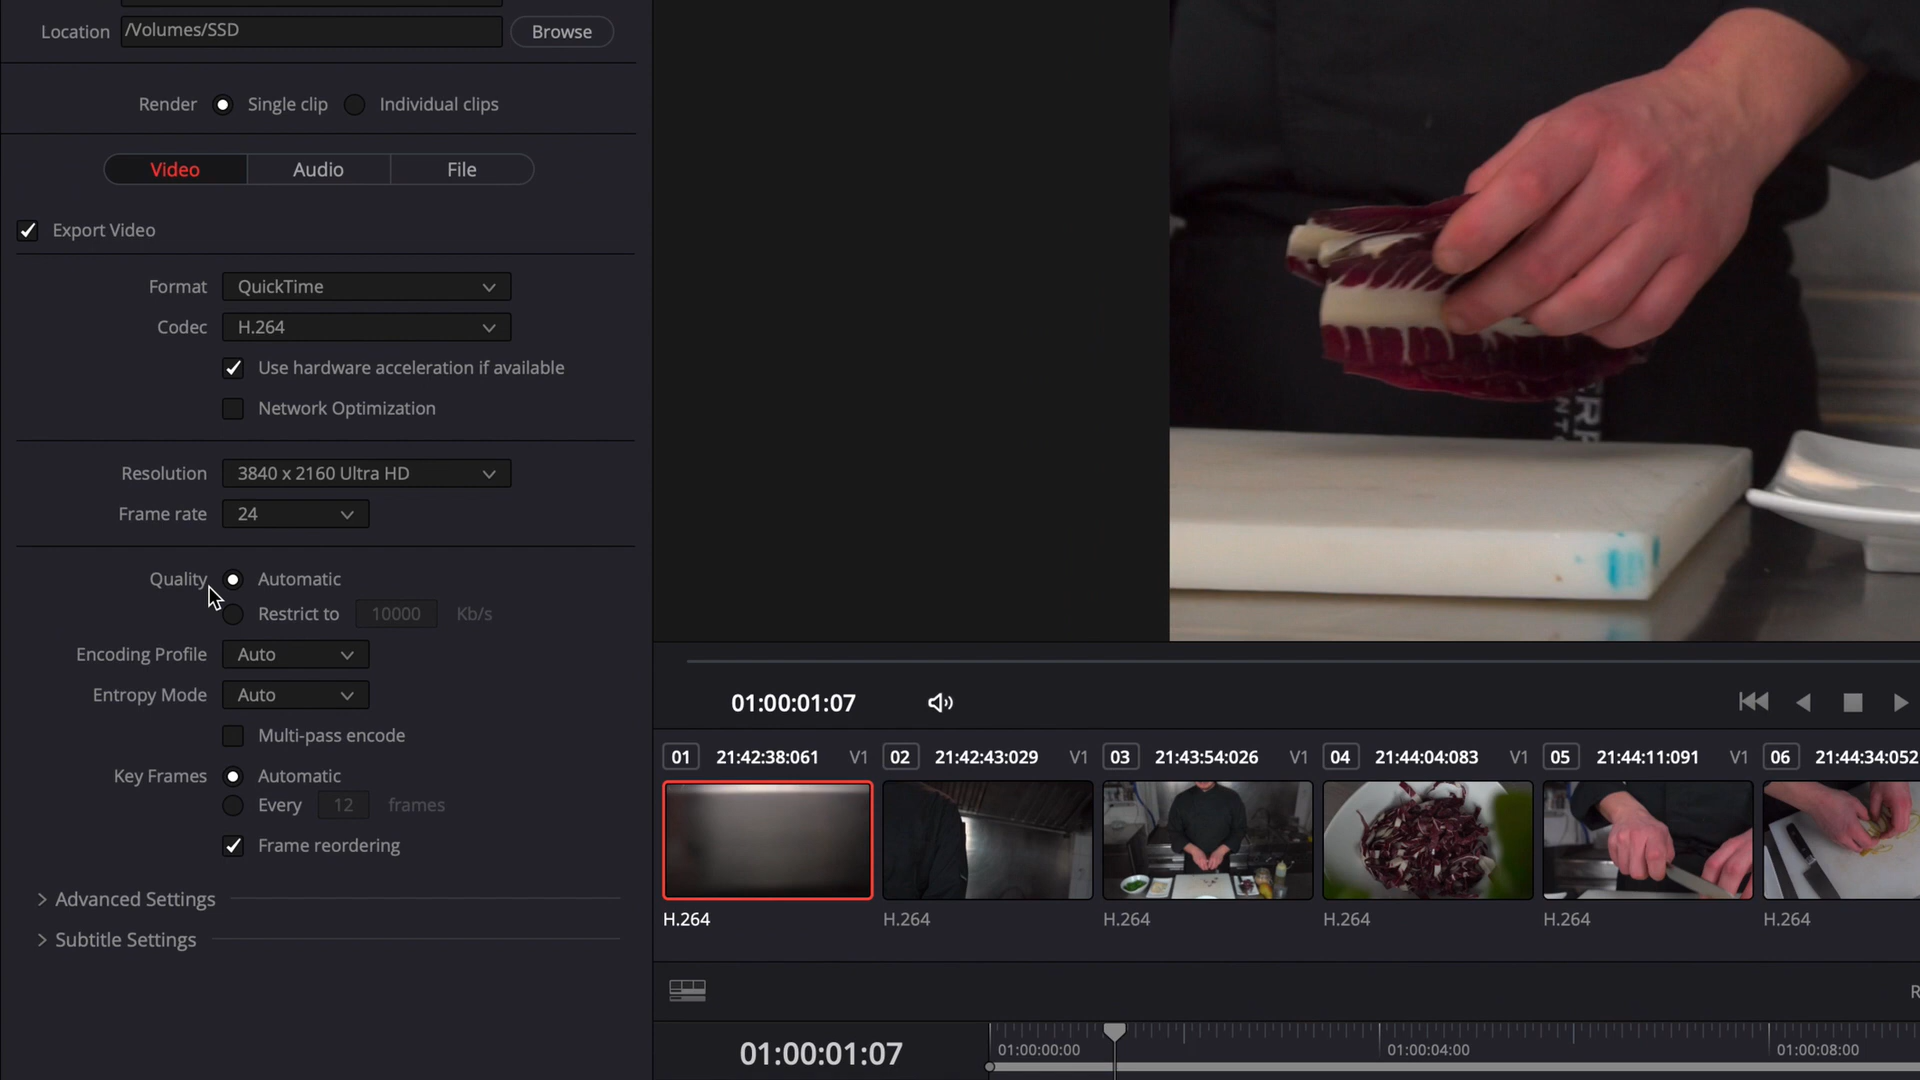 Location /Volumes/SSD Browse
Render Single clip Individual clips
Video Audio File
Export Video
Format QuickTime
Codec H.264
Use hardware acceleration if available
Network Optimization
Resolution 3840 x 2160 Ultra HD
Frame rate 24
Quality Automatic
Restrict to 10000 Kb/s
Encoding Profile Auto
Entropy Mode Auto
Multi-pass encode
Key Frames Automatic
Every 12 frames
Frame reordering
Advanced Settings
Subtitle Settings
01:00:01:07
01 21:42:38:061 V1 02 21:42:43:029 V1 03 21:43:54:026 V1 04 21:44:04:083 V1 05 21:44:11:091 V1 06 21:44:34:052
H.264 H.264 H.264 H.264 H.264 H.264
01:00:01:07 01:00:00:00 01:00:04:00 01:00:08:00